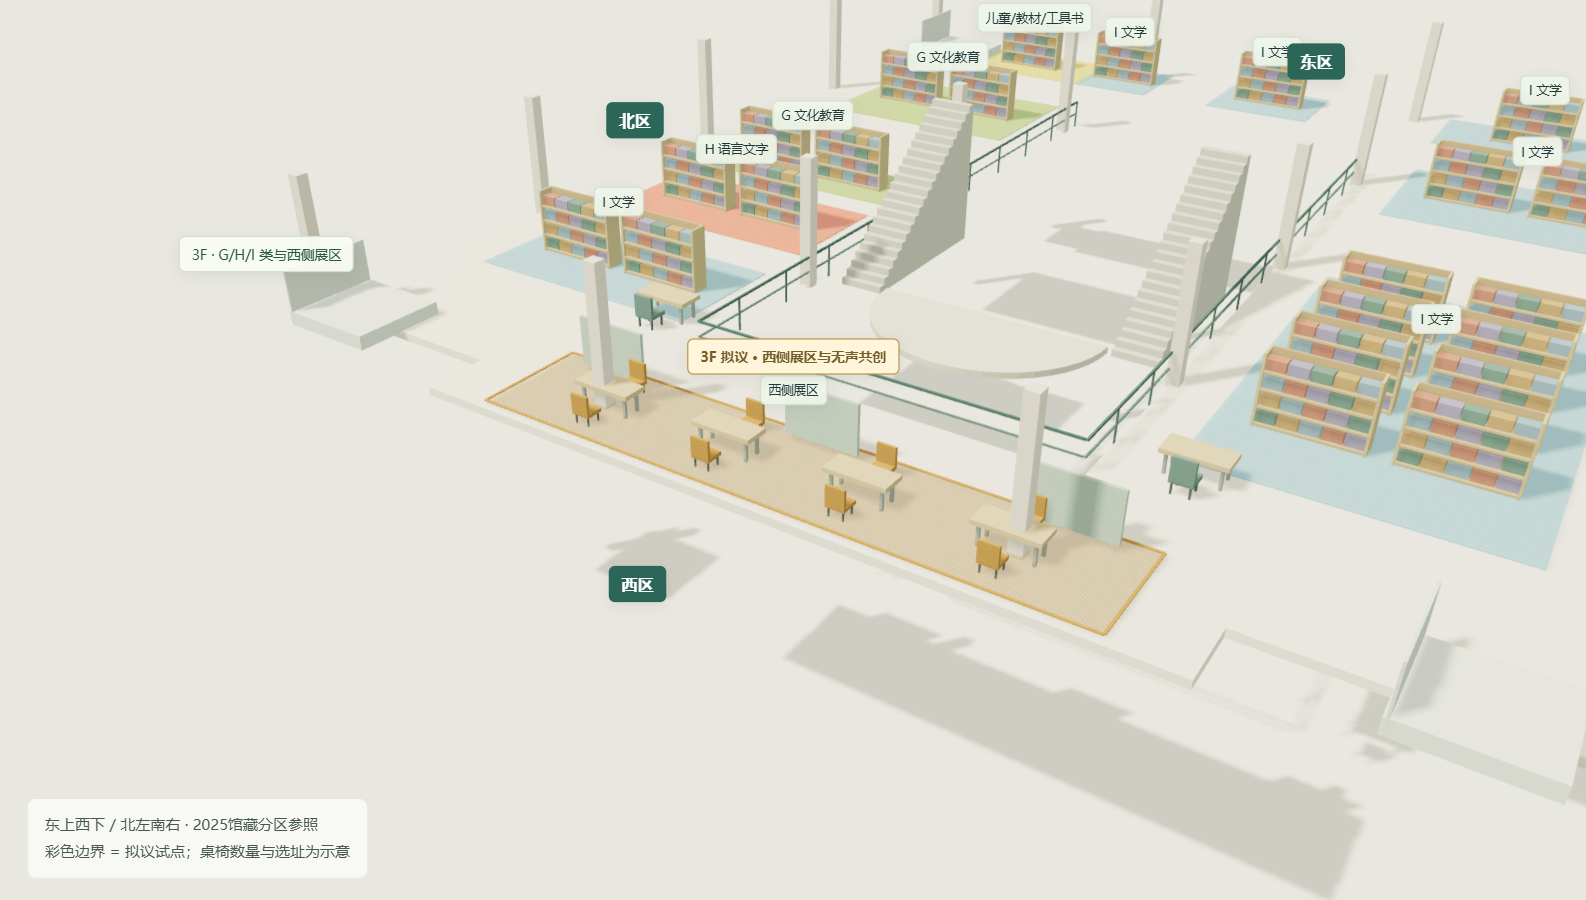 儿童/教材/工具书
I 文学
G 文化教育
I 文学
东区
I 文学
北区
G 文化教育
H 语言文字
I 文学
I 文学
3F · G/H/I 类与西侧展区
I 文学
3F 拟议 • 西侧展区与无声共创
西侧展区
西区
东上西下 / 北左南右 · 2025馆藏分区参照
彩色边界 = 拟议试点；桌椅数量与选址为示意